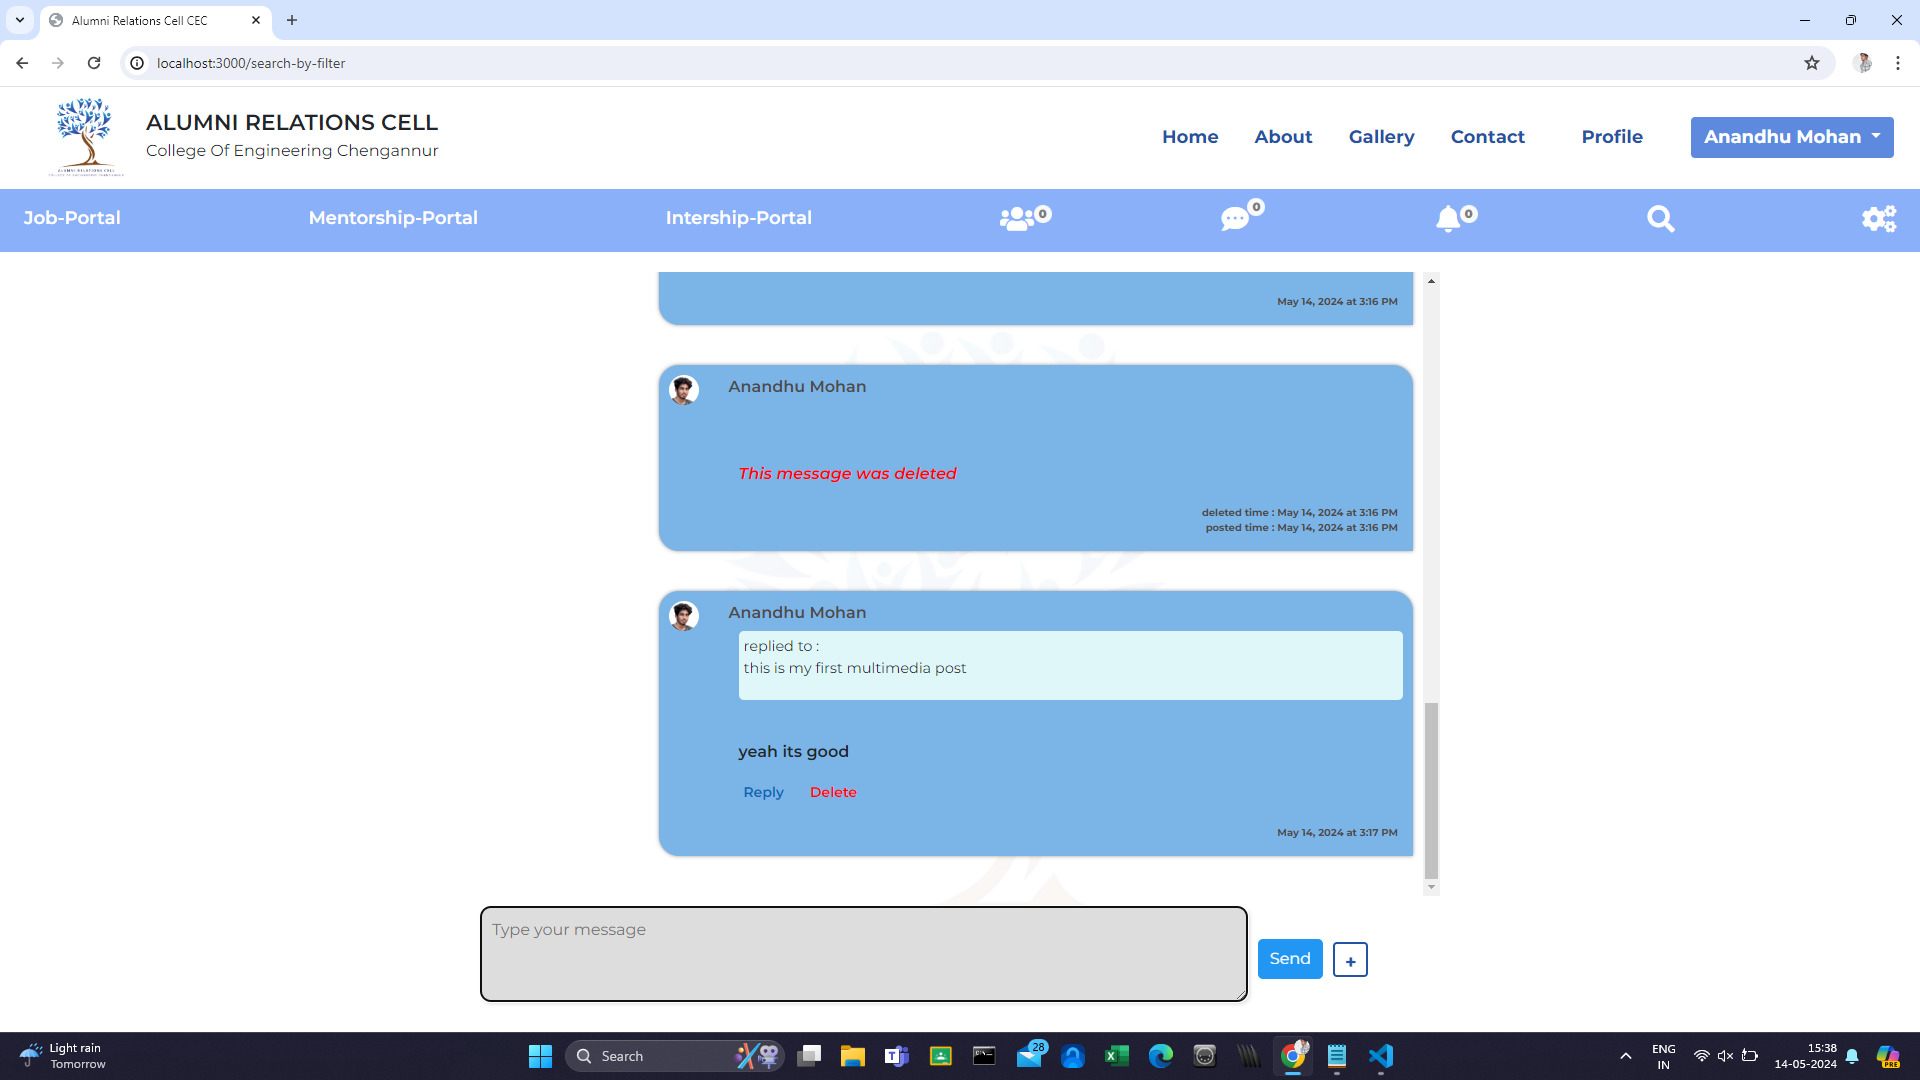 Alumni Relations Cell CEC
localhost:3000/search-by-filter
ALUMNI RELATIONS CELL
College Of Engineering Chengannur
Home About Gallery Contact Profile Anandhu Mohan
Job-Portal Mentorship-Portal Intership-Portal 0 0 0
May 14, 2024 at 3:16 PM
Anandhu Mohan
This message was deleted
deleted time : May 14, 2024 at 3:16 PM
posted time : May 14, 2024 at 3:16 PM
Anandhu Mohan
replied to :
this is my first multimedia post
yeah its good
Reply Delete
May 14, 2024 at 3:17 PM
Type your message
Send +
Light rain
Tomorrow
Search
28
ENG
IN
15:38
14-05-2024
PRE